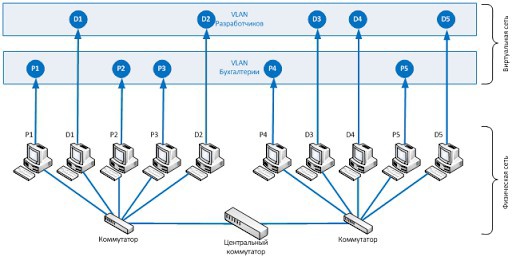 VLAN
Разработчиков
D1
D2
D3
D4
D5
VLAN
Бухгалтерии
P1
P2
P3
P4
P5
Виртуальная сеть
P1
D1
P2
P3
D2
P4
D3
D4
P5
D5
Физическая сеть
Коммутатор
Центральный
коммутатор
Коммутатор